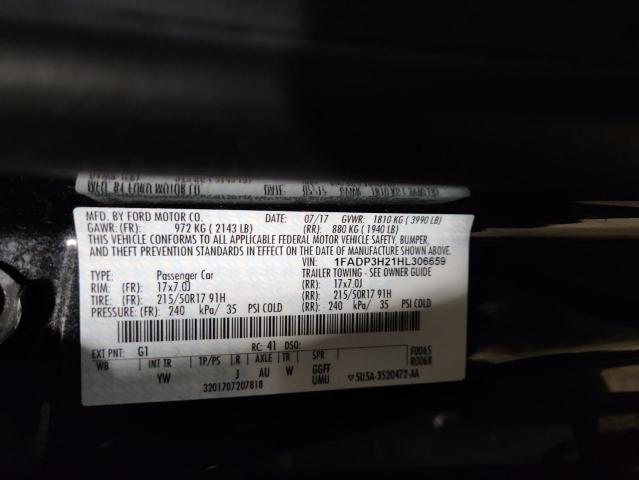 MFD. BY FORD MOTOR CO. DATE: 07/17 GVWR: 1810 KG ( 3990 LB)
GAWR: (FR): 972 KG ( 2143 LB) (RR): 880 KG ( 1940 LB)
THIS VEHICLE CONFORMS TO ALL APPLICABLE FEDERAL MOTOR VEHICLE SAFETY, BUMPER,
AND THEFT PREVENTION STANDARDS IN EFFECT ON THE DATE OF MANUFACTURE SHOWN ABOVE.
VIN: 1FADP3H21HL306659
TYPE: Passenger Car TRAILER TOWING - SEE OWNER GUIDE
RIM: (FR): 17x7.0J (RR): 17x7.0J
TIRE: (FR): 215/50R17 91H (RR): 215/50R17 91H
PRESSURE: (FR): 240 kPa/ 35 PSI COLD (RR): 240 kPa/ 35 PSI COLD
EXT PNT: G1 RC: 41 DSO: F0065
WB INT TR TP/PS R AXLE TR SPR R0068
YW J AU W GGFF
3201707207818 UMU ▽5U5A-3520472-AA